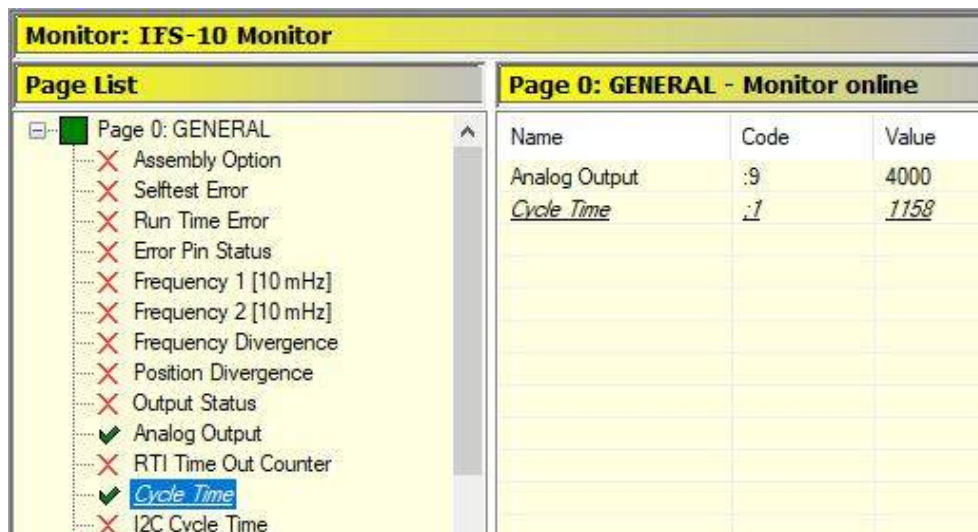 Monitor: IFS-10 Monitor
Page List
Page 0: GENERAL
Assembly Option
Selftest Error
Run Time Error
Error Pin Status
Frequency 1 [10 mHz]
Frequency 2 [10 mHz]
Frequency Divergence
Position Divergence
Output Status
Analog Output
RTI Time Out Counter
Cycle Time
I2C Cycle Time
Page 0: GENERAL - Monitor online
Name Code Value
Analog Output :9 4000
Cycle Time ;1 1158